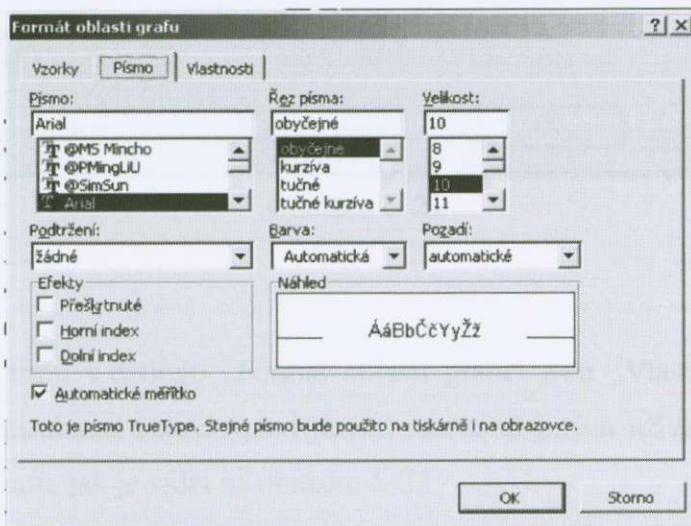 Formát oblasti grafu
Vzorky Písmo Vlastnosti
Písmo: Řez písma: Velikost:
Arial obyčejné 10
@MS Mincho
@PMingLiU
@SimSun
Arial
obyčejné
kurzíva
tučné
tučné kurzíva
8
9
10
11
Podtržení: Barva: Pozadí:
žádné Automatická automatické
Efekty
Přeškrtnuté
Horní index
Dolní index
Náhled
ÁáBbČčYyŽž
Automatické měřítko
Toto je písmo TrueType. Stejné písmo bude použito na tiskárně i na obrazovce.
OK Storno